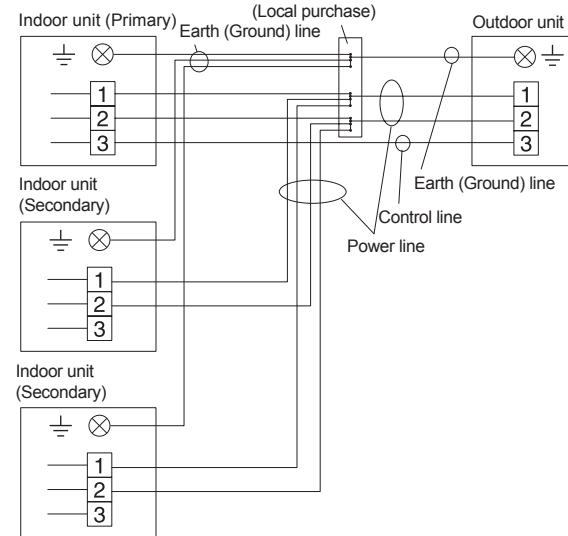 (Local purchase)
Indoor unit (Primary)
Earth (Ground) line
Outdoor unit
1
2
3
1
2
3
Earth (Ground) line
Control line
Power line
Indoor unit
(Secondary)
1
2
3
Indoor unit
(Secondary)
1
2
3